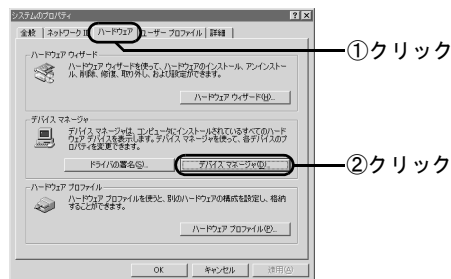 システムのプロパティ
全般 ネットワーク ID ハードウェア ユーザー プロファイル 詳細
①クリック
ハードウェア ウィザード
ハードウェア ウィザードを使って、ハードウェアのインストール、アンインストール、削除、修復、取り外し、および設定ができます。
ハードウェア ウィザード(H)...
デバイス マネージャ
デバイス マネージャは、コンピュータにインストールされているすべてのハード
ウェア デバイスを表示します。デバイス マネージャを使って、各デバイスのプ
ロパティを変更できます。
ドライバの署名(S)...
デバイス マネージャ(D)...
②クリック
ハードウェア プロファイル
ハードウェア プロファイルを使うと、別のハードウェアの構成を設定し、格納
することができます。
ハードウェア プロファイル(P)...
OK
キャンセル
適用(A)